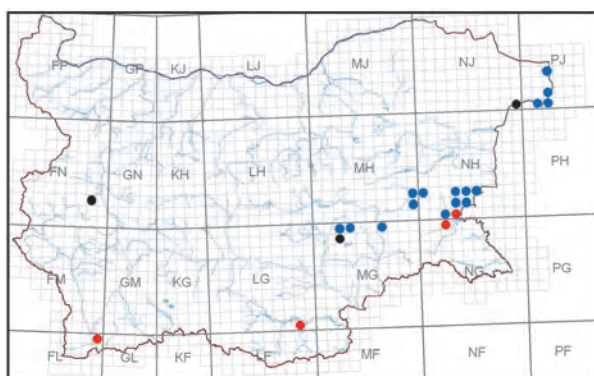 FP GP KJ LJ MJ NJ PJ
FN GN KH LH MH NH PH
FM GM KG LG MG NG PG
FL GL KF LF MF NF PF